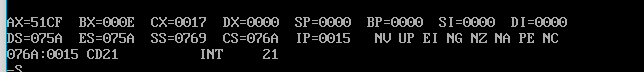 AX=51CF BX=000E CX=0017 DX=0000 SP=0000 BP=0000 SI=0000 DI=0000
DS=075A ES=075A SS=0769 CS=076A IP=0015 NV UP EI NG NZ NA PE NC
076A:0015 CD21 INT 21